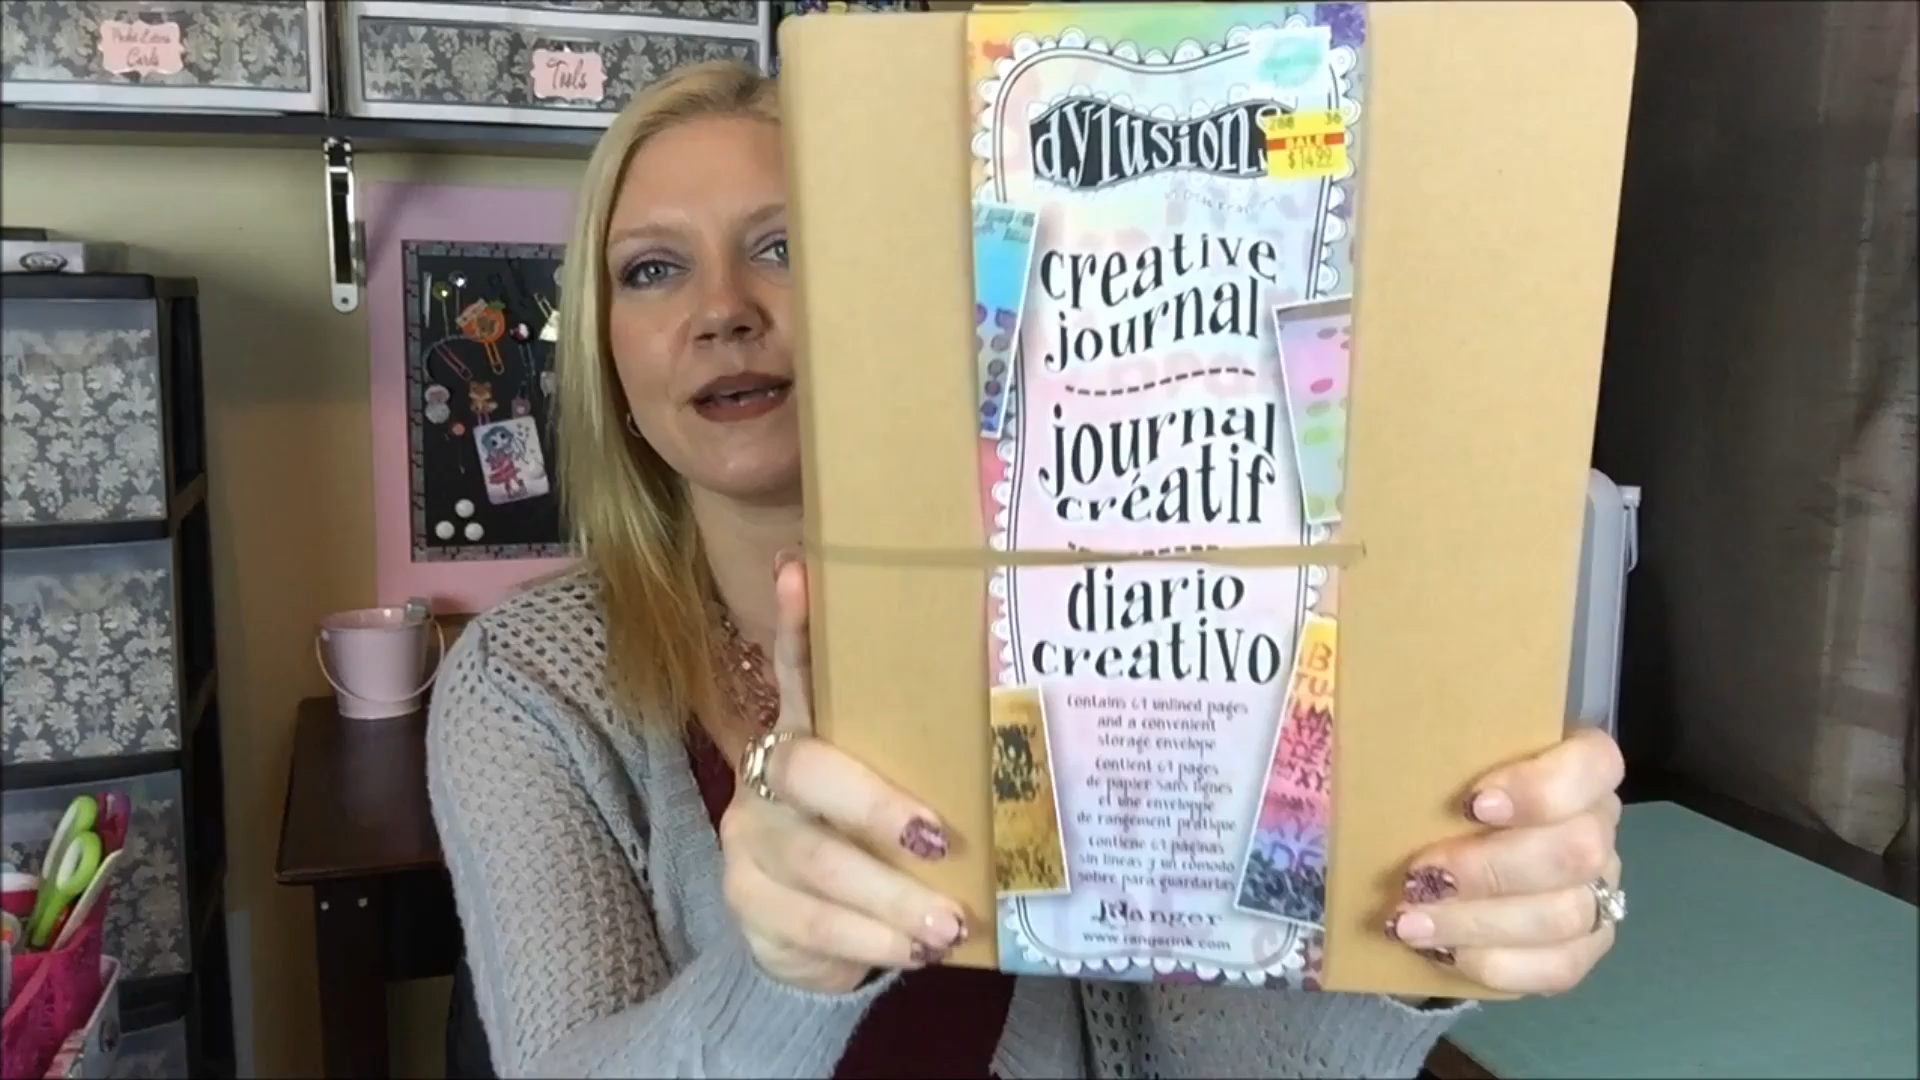 Tools
dylusions
SALE
$14.99
creative
journal
journal
créatif
diario
creativo
Contains 64 unlined pages
and a convenient
storage envelope
Contient 64 pages
de papier sans lignes
et une enveloppe
de rangement pratique
Contiene 64 páginas
sin líneas y un cómodo
sobre para guardarlas
Ranger
www.rangerink.com